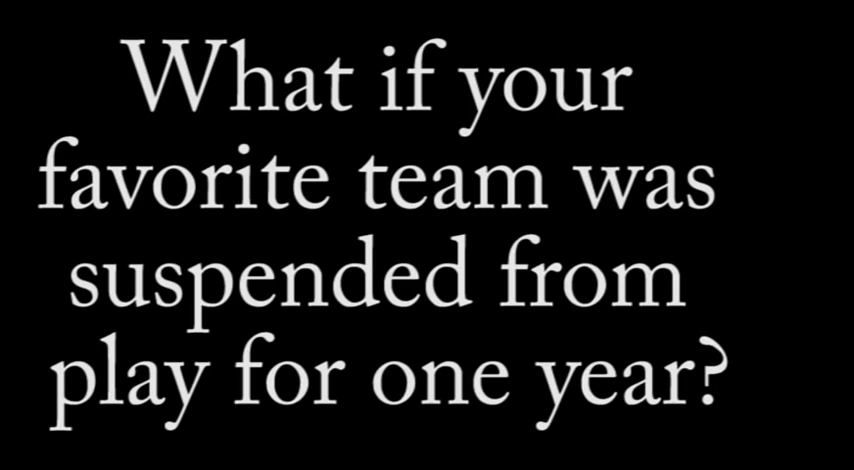 What if your
favorite team was
suspended from
play for one year?